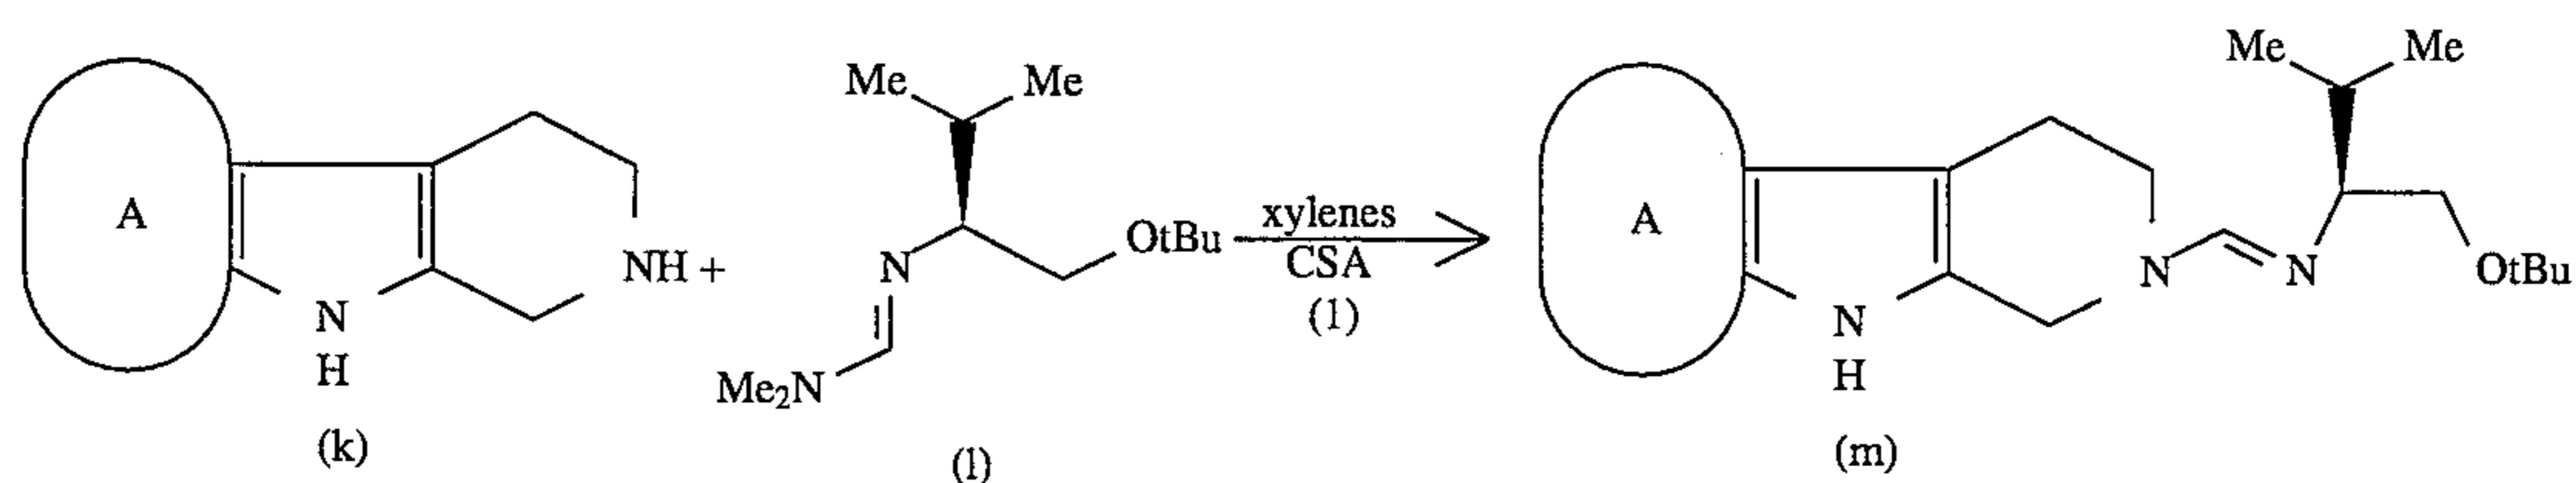 A
N
H
NH +
(k)
Me
Me
N
OtBu
Me₂N
(l)
xylenes
CSA
(1)
A
N
H
N
N
Me
Me
OtBu
(m)